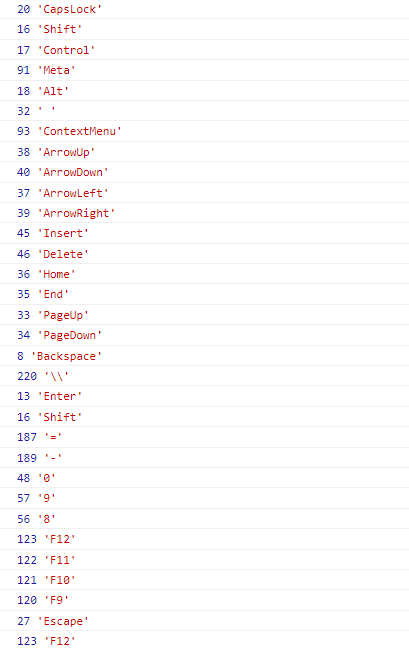 20 'CapsLock'
16 'Shift'
17 'Control'
91 'Meta'
18 'Alt'
32 ' '
93 'ContextMenu'
38 'ArrowUp'
40 'ArrowDown'
37 'ArrowLeft'
39 'ArrowRight'
45 'Insert'
46 'Delete'
36 'Home'
35 'End'
33 'PageUp'
34 'PageDown'
8 'Backspace'
220 '\\'
13 'Enter'
16 'Shift'
187 '='
189 '-'
48 '0'
57 '9'
56 '8'
123 'F12'
122 'F11'
121 'F10'
120 'F9'
27 'Escape'
123 'F12'